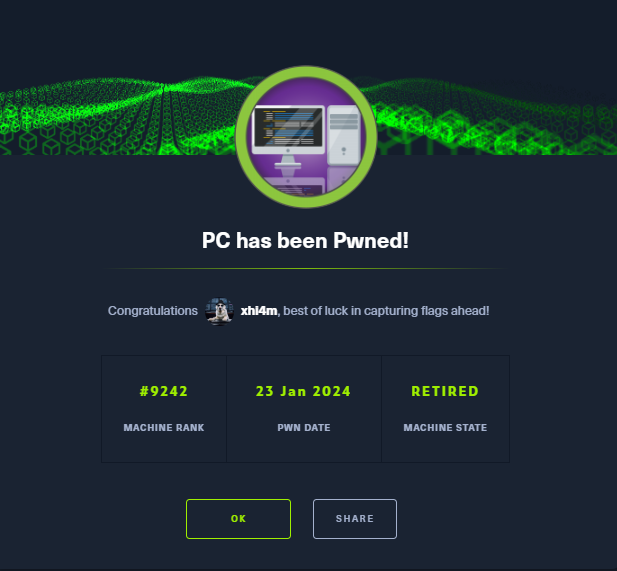 PC has been Pwned!
Congratulations xhl4m, best of luck in capturing flags ahead!
#9242 23 Jan 2024 RETIRED
MACHINE RANK PWN DATE MACHINE STATE
OK SHARE